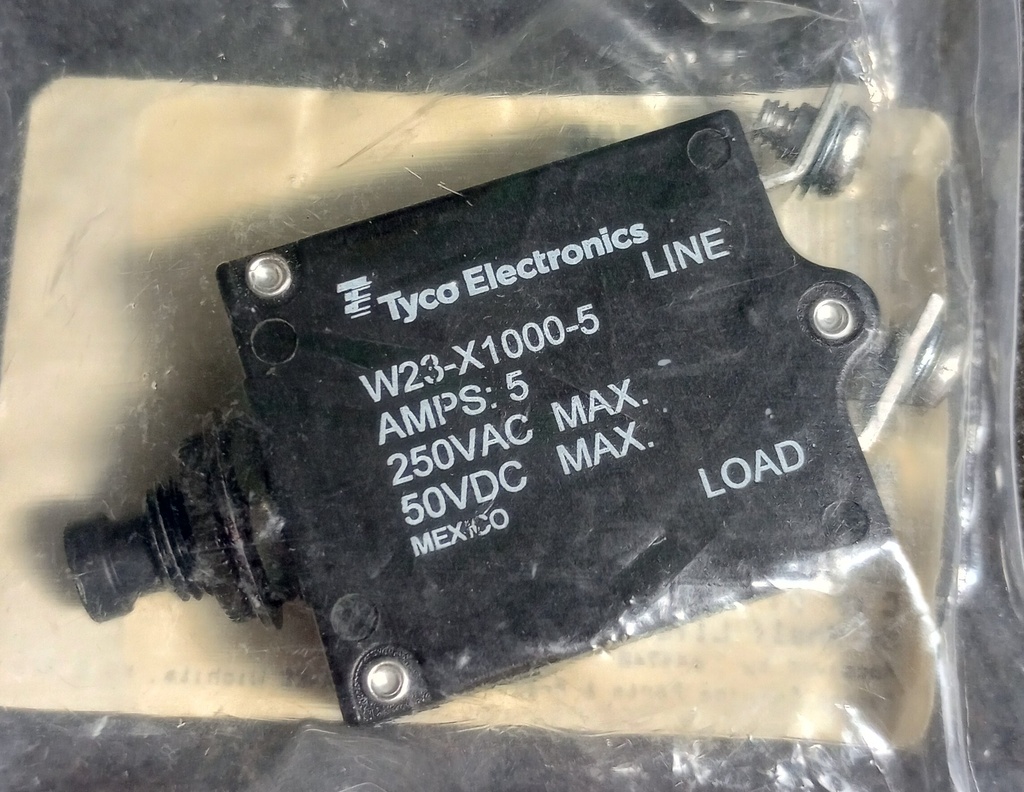 Tyco Electronics
LINE
W23-X1000-5
AMPS: 5
250VAC MAX.
50VDC MAX.
LOAD
MEXICO